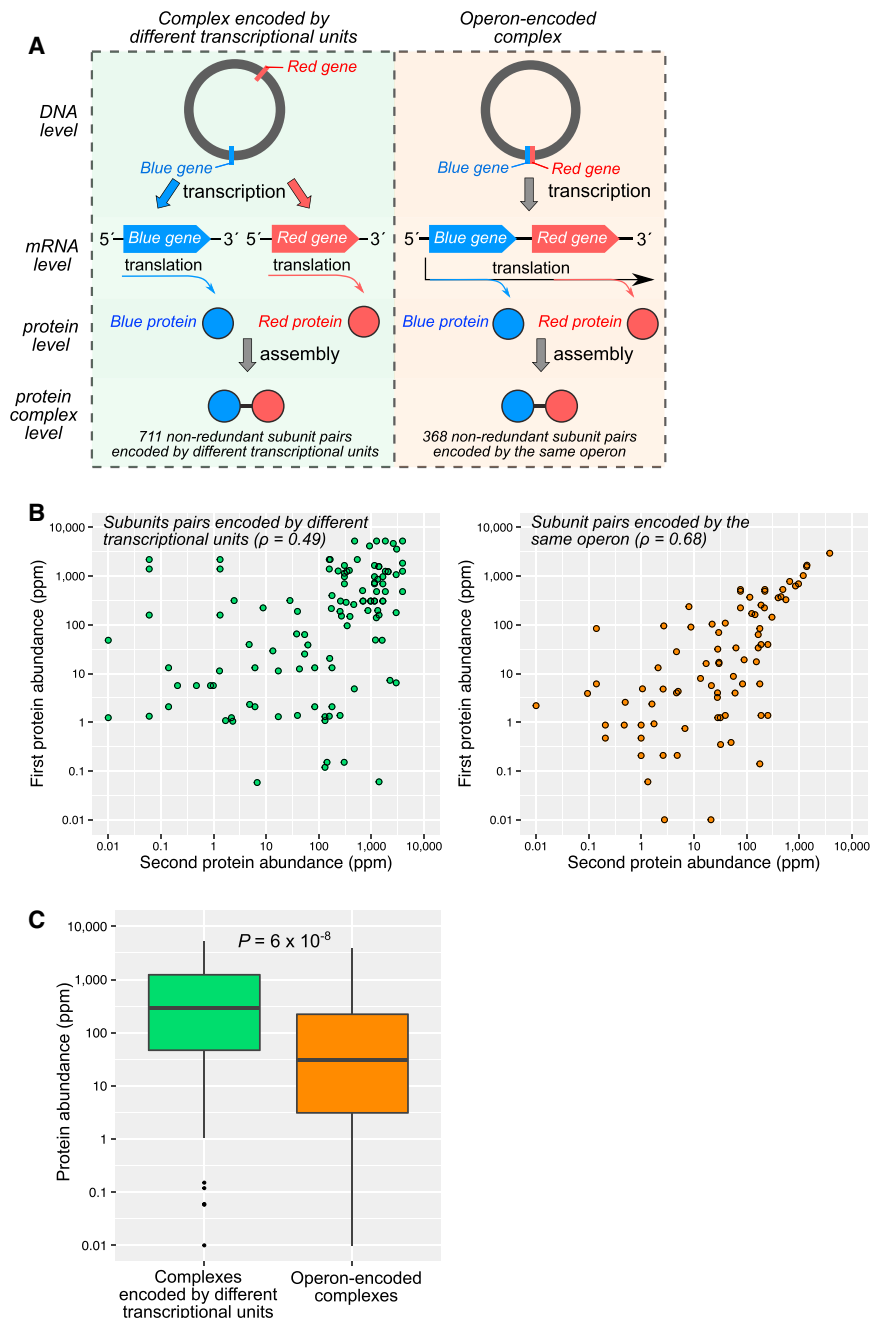 A
Complex encoded by
different transcriptional units
Operon-encoded
complex
DNA
level
Red gene
Blue gene
transcription
Blue gene
Red gene
transcription
mRNA
level
5´
Blue gene
3´
5´
Red gene
3´
5´
Blue gene
Red gene
3´
translation
translation
translation
protein
level
Blue protein
Red protein
Blue protein
Red protein
assembly
assembly
protein
complex
level
711 non-redundant subunit pairs
encoded by different transcriptional units
368 non-redundant subunit pairs
encoded by the same operon
B
Subunits pairs encoded by different
transcriptional units (ρ = 0.49)
First protein abundance (ppm)
10,000
1,000
100
10
1
0.1
0.01
0.01 0.1 1 10 100 1,000 10,000
Second protein abundance (ppm)
Subunit pairs encoded by the
same operon (ρ = 0.68)
First protein abundance (ppm)
10,000
1,000
100
10
1
0.1
0.01
0.01 0.1 1 10 100 1,000 10,000
Second protein abundance (ppm)
C
P = 6 x 10-8
Protein abundance (ppm)
10,000
1,000
100
10
1
0.1
0.01
Complexes
encoded by different
transcriptional units
Operon-encoded
complexes